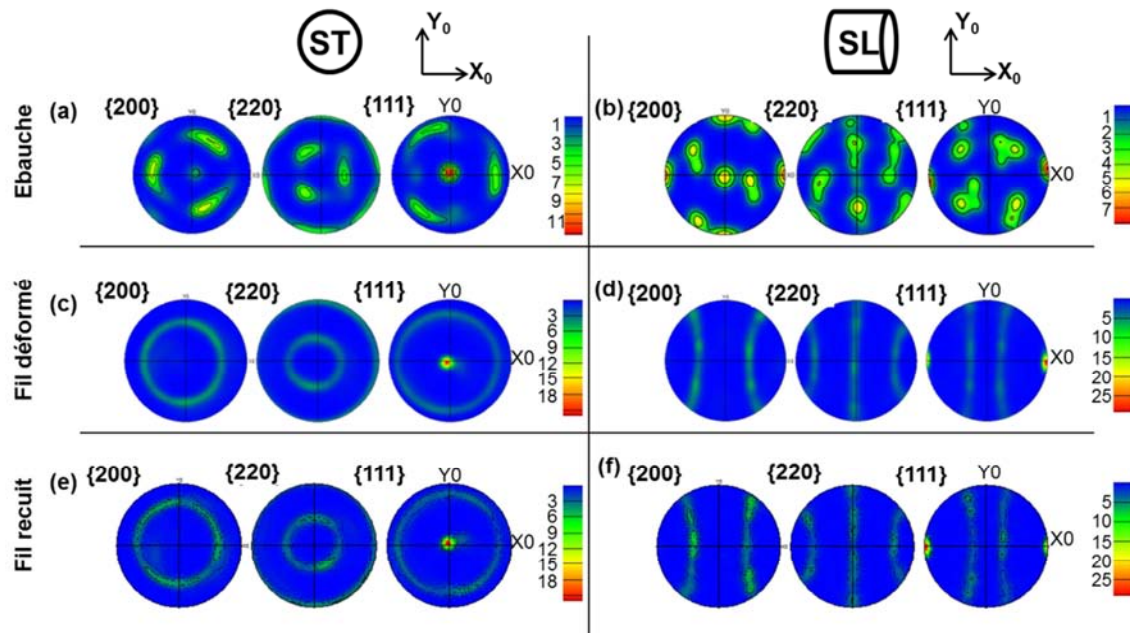 ST
Y₀
X₀
SL
Y₀
X₀
Ebauche
(a) {200} {220} {111} Y0
X0
1
3
5
7
9
11
(b) {200} {220} {111} Y0
X0
1
2
3
4
5
6
7
Fil déformé
(c) {200} {220} {111} Y0
X0
3
6
9
12
15
18
(d) {200} {220} {111} Y0
X0
5
10
15
20
25
Fil recuit
(e) {200} {220} {111} Y0
X0
3
6
9
12
15
18
(f) {200} {220} {111} Y0
X0
5
10
15
20
25